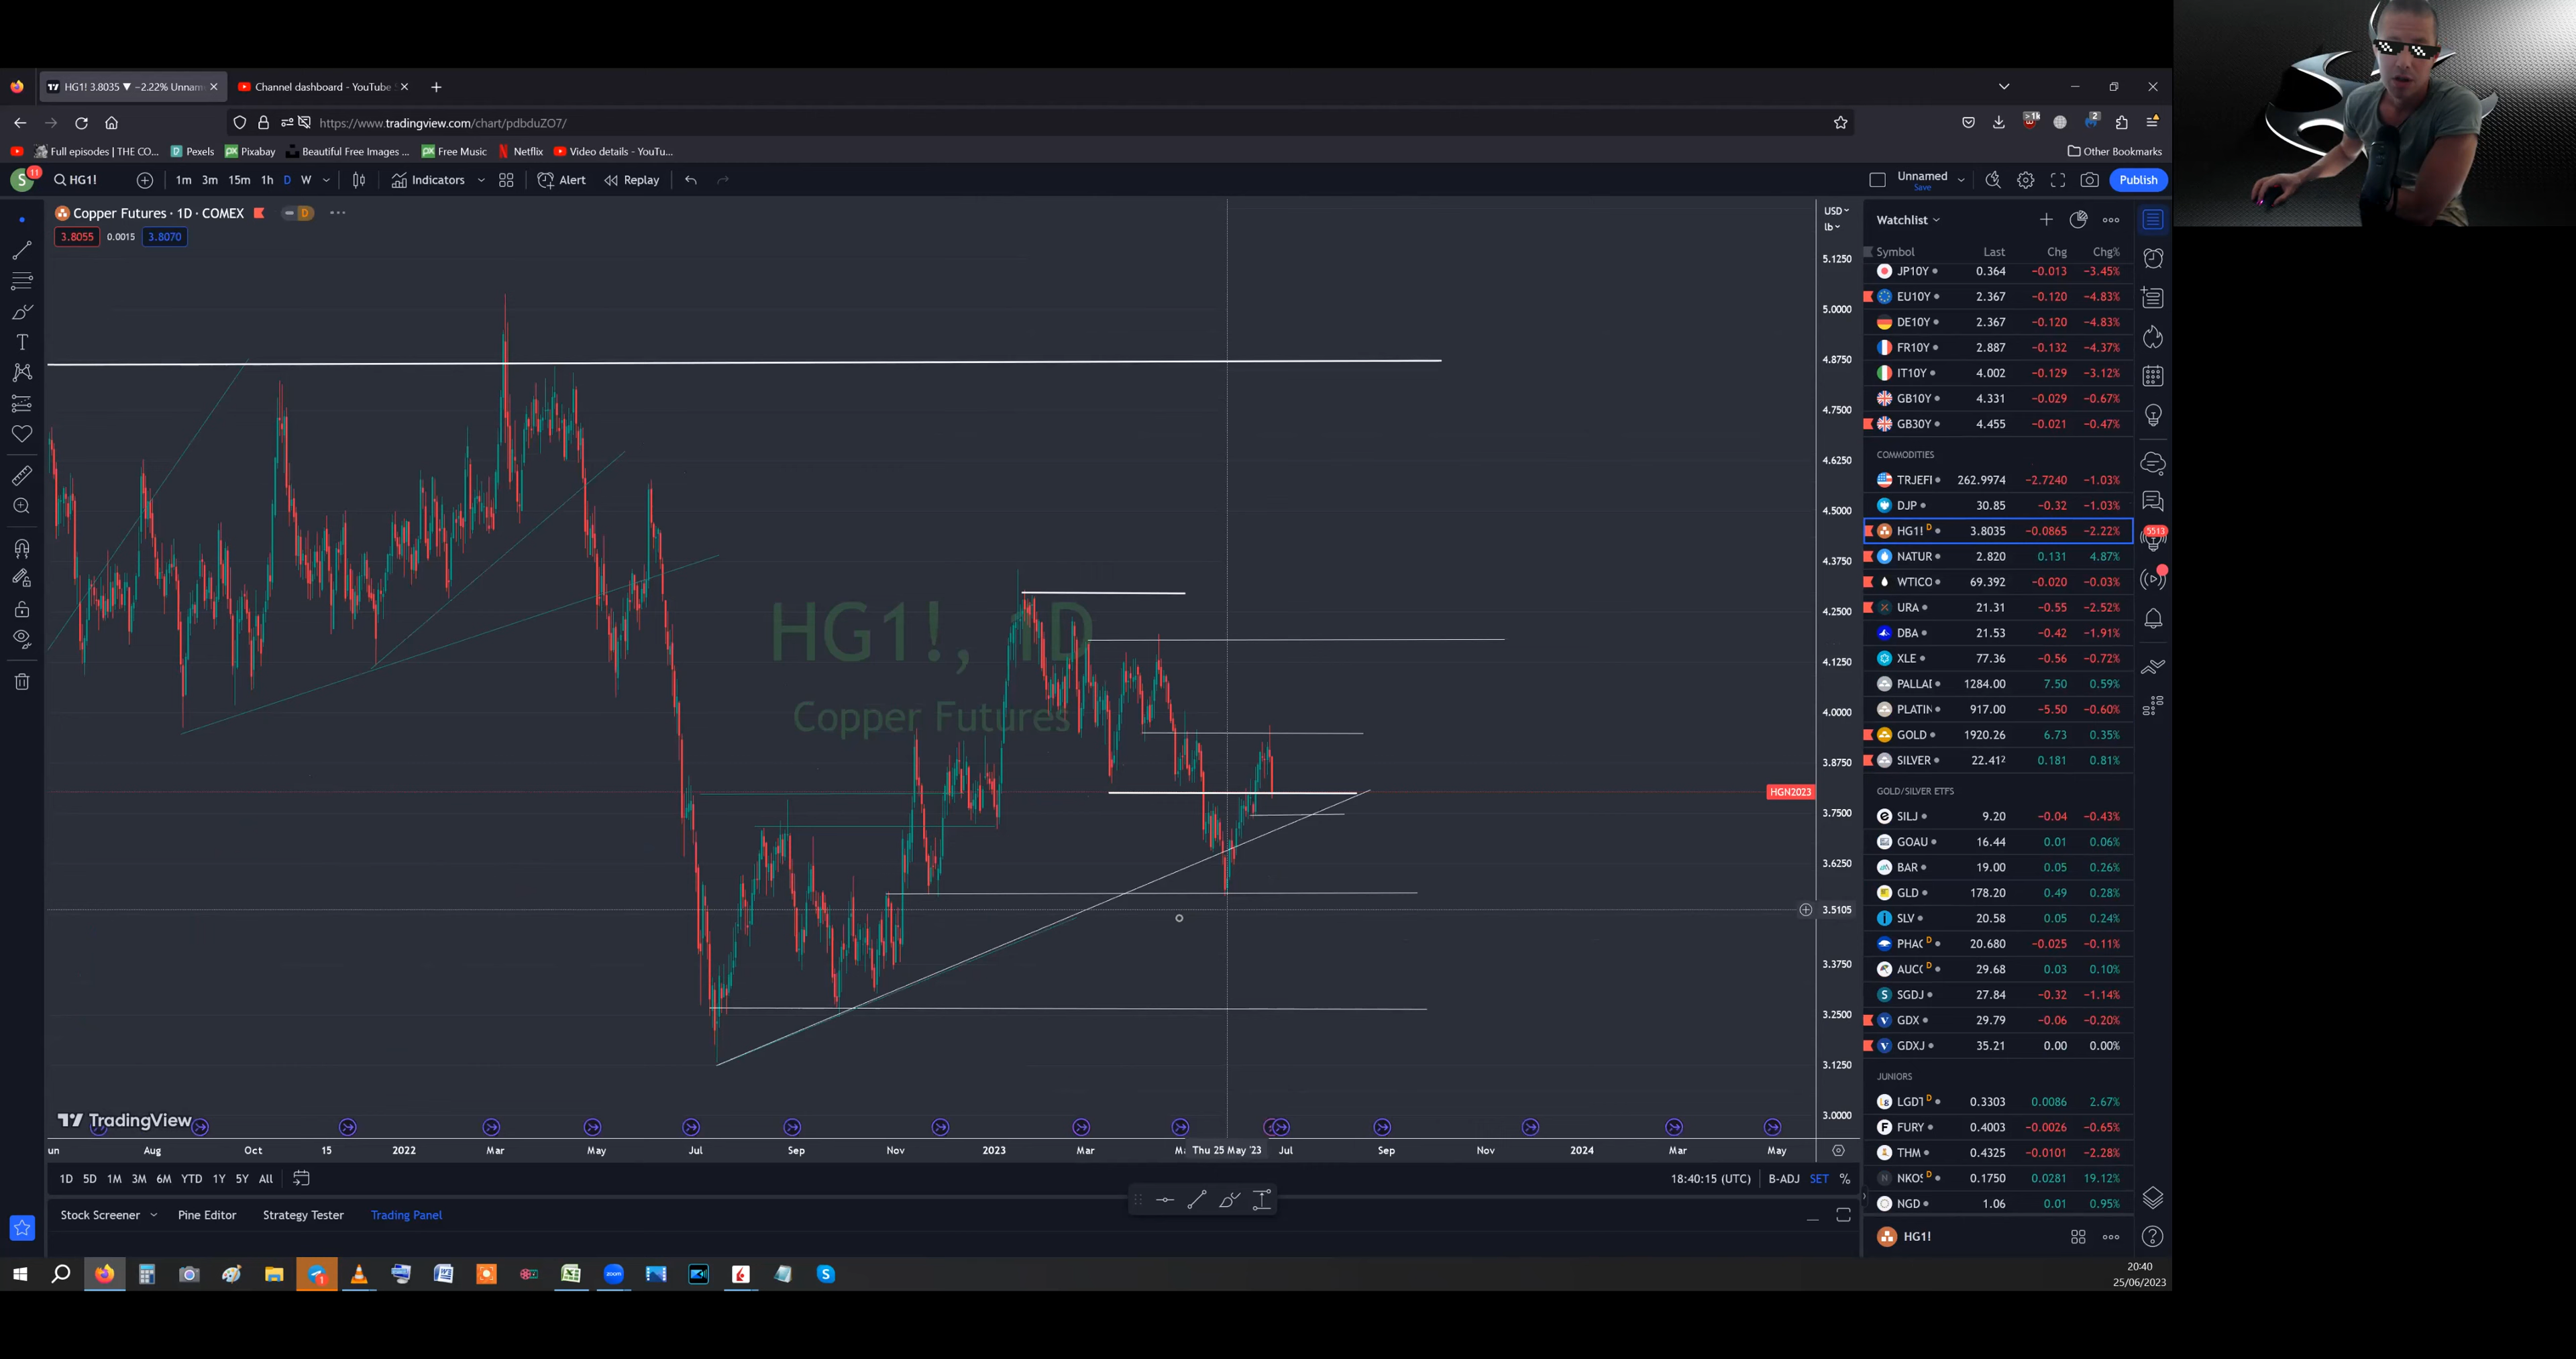 HG1! 3.8035 ▼ −2.22% Unnam
Channel dashboard - YouTube
https://www.tradingview.com/chart/pdbduZO7/
>1k
2
Full episodes | THE CO...
Pexels
Pixabay
Beautiful Free Images ...
Free Music
Netflix
Video details - YouTu...
Other Bookmarks
S
11
HG1!
1m 3m 15m 1h D W
Indicators
Alert
Replay
Unnamed
Save
Publish
Copper Futures · 1D · COMEX
D
3.8055 0.0015 3.8070
USD
lb
5.1250
5.0000
4.8750
4.7500
4.6250
4.5000
4.3750
4.2500
4.1250
4.0000
3.8750
HGN2023
3.7500
3.6250
3.5105
3.3750
3.2500
3.1250
3.0000
HG1!, 1D
Copper Futures
TradingView
un Aug Oct 15 2022 Mar May Jul Sep Nov 2023 Mar Ma Thu 25 May '23 Jul Sep Nov 2024 Mar May
1D 5D 1M 3M 6M YTD 1Y 5Y All
18:40:15 (UTC) B-ADJ SET %
Stock Screener Pine Editor Strategy Tester Trading Panel
Watchlist
Symbol Last Chg Chg%
JP10Y 0.364 −0.013 −3.45%
EU10Y 2.367 −0.120 −4.83%
DE10Y 2.367 −0.120 −4.83%
FR10Y 2.887 −0.132 −4.37%
IT10Y 4.002 −0.129 −3.12%
GB10Y 4.331 −0.029 −0.67%
GB30Y 4.455 −0.021 −0.47%
COMMODITIES
TRJEFI 262.9974 −2.7240 −1.03%
DJP 30.85 −0.32 −1.03%
HG1! D 3.8035 −0.0865 −2.22%
NATUR 2.820 0.131 4.87%
WTICO 69.392 −0.020 −0.03%
URA 21.31 −0.55 −2.52%
DBA 21.53 −0.42 −1.91%
XLE 77.36 −0.56 −0.72%
PALLAI 1284.00 7.50 0.59%
PLATIN 917.00 −5.50 −0.60%
GOLD 1920.26 6.73 0.35%
SILVER 22.41² 0.181 0.81%
GOLD/SILVER ETFS
SILJ 9.20 −0.04 −0.43%
GOAU 16.44 0.01 0.06%
BAR 19.00 0.05 0.26%
GLD 178.20 0.49 0.28%
SLV 20.58 0.05 0.24%
PHAG D 20.680 −0.025 −0.11%
AUCO D 29.68 0.03 0.10%
SGDJ 27.84 −0.32 −1.14%
GDX 29.79 −0.06 −0.20%
GDXJ 35.21 0.00 0.00%
JUNIORS
LGDT D 0.3303 0.0086 2.67%
FURY 0.4003 −0.0026 −0.65%
THM 0.4325 −0.0101 −2.28%
NKOS D 0.1750 0.0281 19.12%
NGD 1.06 0.01 0.95%
HG1!
5513
20:40
25/06/2023